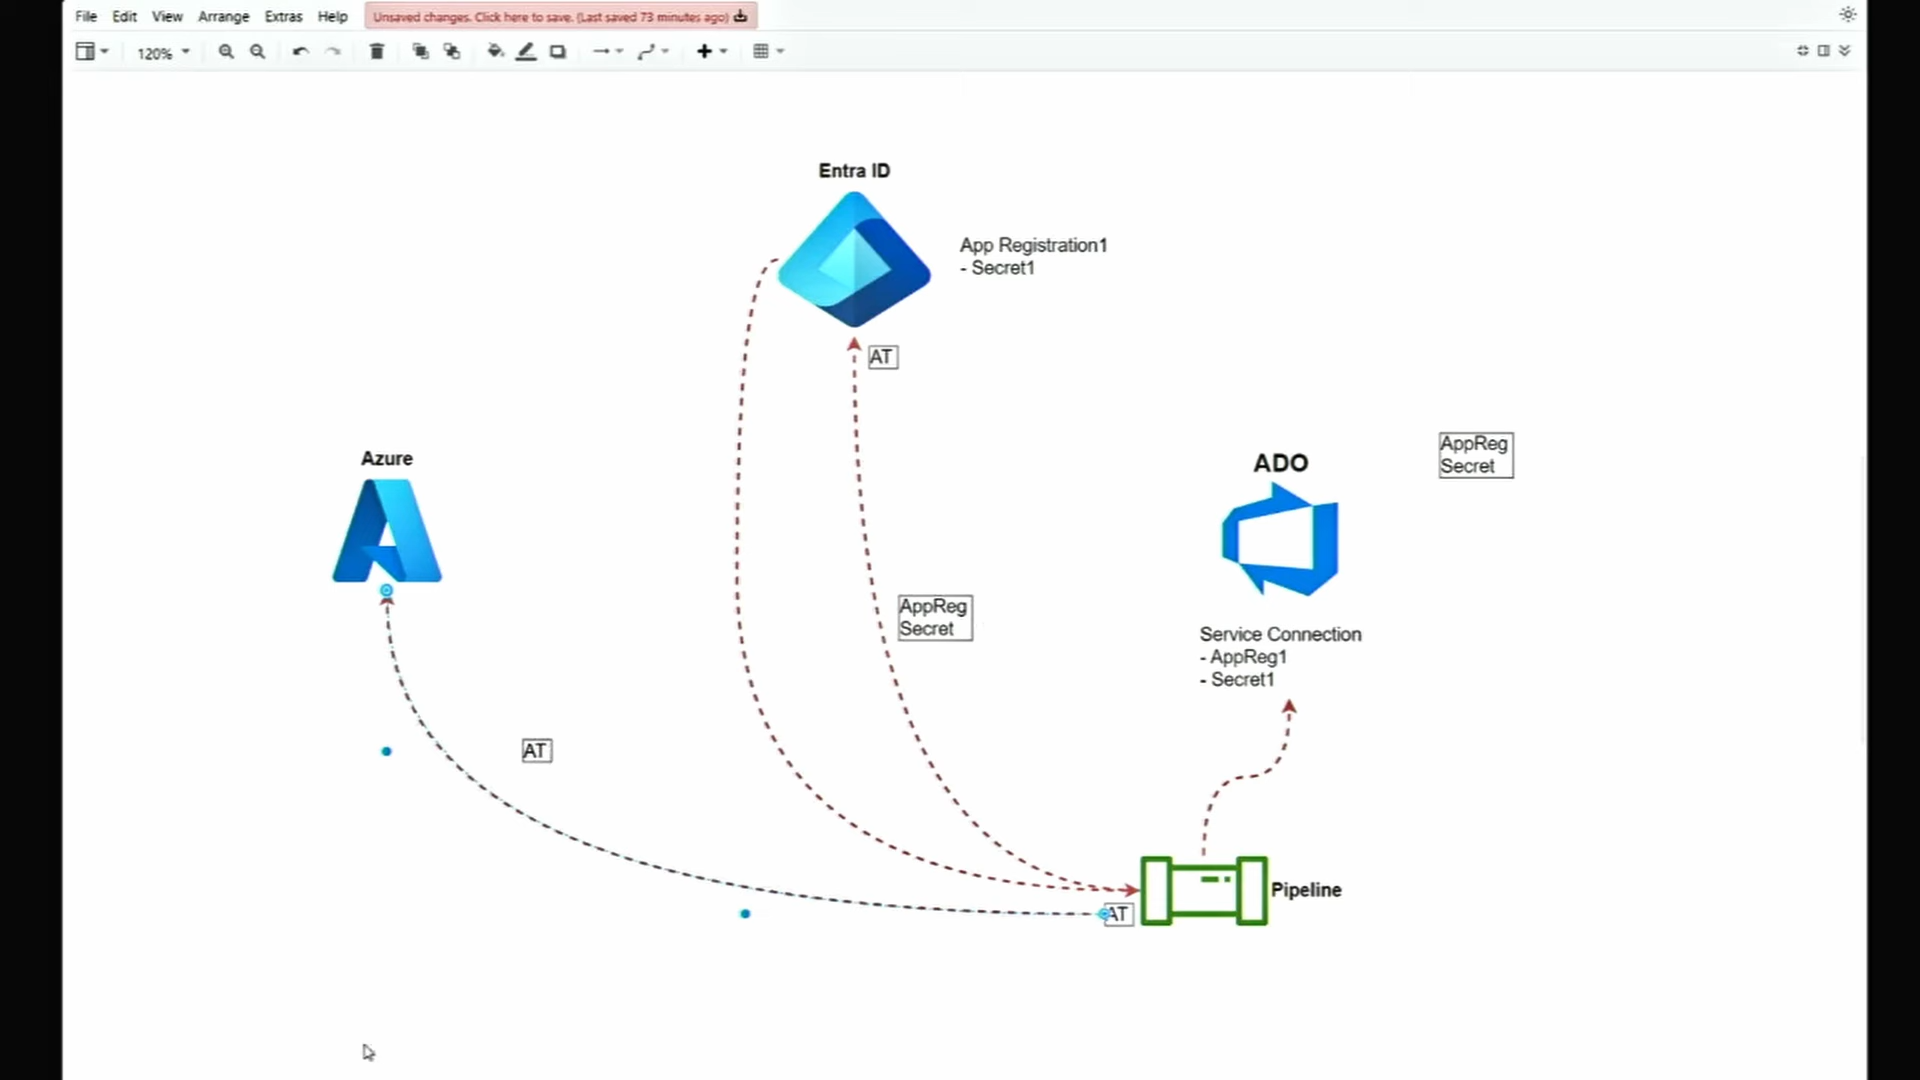 File Edit View Arrange Extras Help Unsaved changes. Click here to save. (Last saved 73 minutes ago)
120%
Entra ID
App Registration1
- Secret1
AT
Azure
ADO
AppReg
Secret
AppReg
Secret
Service Connection
- AppReg1
- Secret1
AT
Pipeline
AT